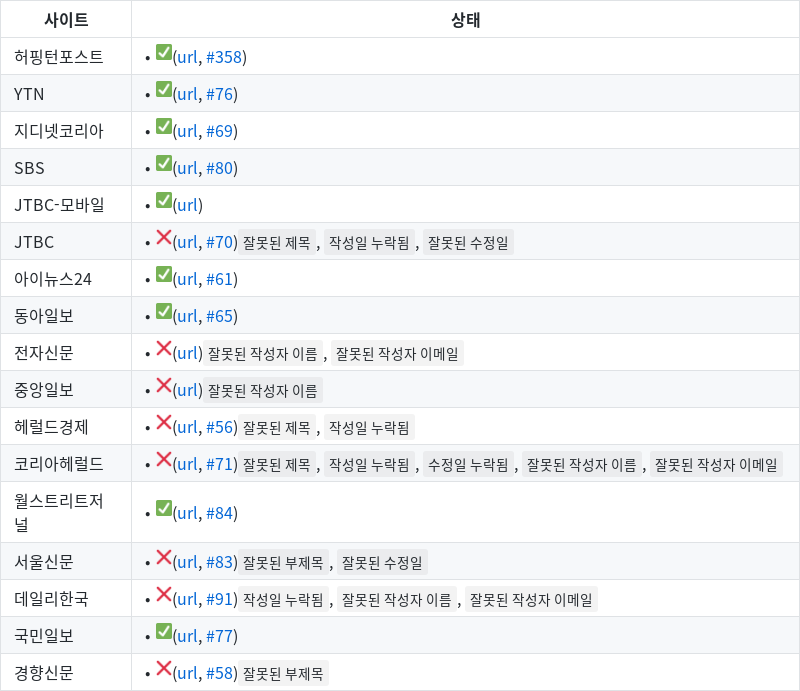 사이트 상태
허핑턴포스트 • ✅(url, #358)
YTN • ✅(url, #76)
지디넷코리아 • ✅(url, #69)
SBS • ✅(url, #80)
JTBC-모바일 • ✅(url)
JTBC • ❌(url, #70) 잘못된 제목 , 작성일 누락됨 , 잘못된 수정일
아이뉴스24 • ✅(url, #61)
동아일보 • ✅(url, #65)
전자신문 • ❌(url) 잘못된 작성자 이름 , 잘못된 작성자 이메일
중앙일보 • ❌(url) 잘못된 작성자 이름
헤럴드경제 • ❌(url, #56) 잘못된 제목 , 작성일 누락됨
코리아헤럴드 • ❌(url, #71) 잘못된 제목 , 작성일 누락됨 , 수정일 누락됨 , 잘못된 작성자 이름 , 잘못된 작성자 이메일
월스트리트저
널 • ✅(url, #84)
서울신문 • ❌(url, #83) 잘못된 부제목 , 잘못된 수정일
데일리한국 • ❌(url, #91) 작성일 누락됨 , 잘못된 작성자 이름 , 잘못된 작성자 이메일
국민일보 • ✅(url, #77)
경향신문 • ❌(url, #58) 잘못된 부제목